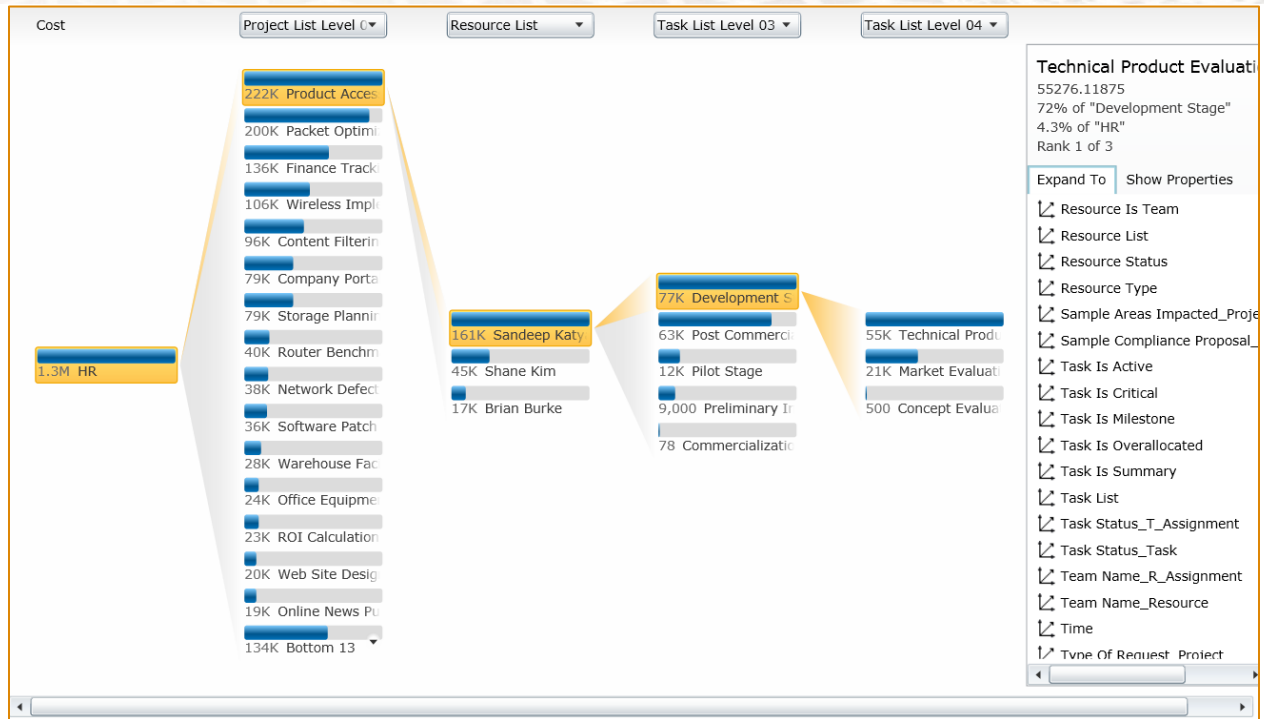 Cost
Project List Level 0
Resource List
Task List Level 03
Task List Level 04
1.3M HR
222K Product Acces
200K Packet Optimi
136K Finance Tracki
106K Wireless Imple
96K Content Filterin
79K Company Porta
79K Storage Plannin
40K Router Benchm
38K Network Defect
36K Software Patch
28K Warehouse Fac
24K Office Equipme
23K ROI Calculation
20K Web Site Desig
19K Online News Pu
134K Bottom 13
161K Sandeep Katy
45K Shane Kim
17K Brian Burke
77K Development S
63K Post Commerci
12K Pilot Stage
9,000 Preliminary In
78 Commercializatio
55K Technical Produ
21K Market Evaluati
500 Concept Evalua
Technical Product Evaluati
55276.11875
72% of "Development Stage"
4.3% of "HR"
Rank 1 of 3
Expand To
Show Properties
Resource Is Team
Resource List
Resource Status
Resource Type
Sample Areas Impacted_Proje
Sample Compliance Proposal_
Task Is Active
Task Is Critical
Task Is Milestone
Task Is Overallocated
Task Is Summary
Task List
Task Status_T_Assignment
Task Status_Task
Team Name_R_Assignment
Team Name_Resource
Time
Type Of Request_Project